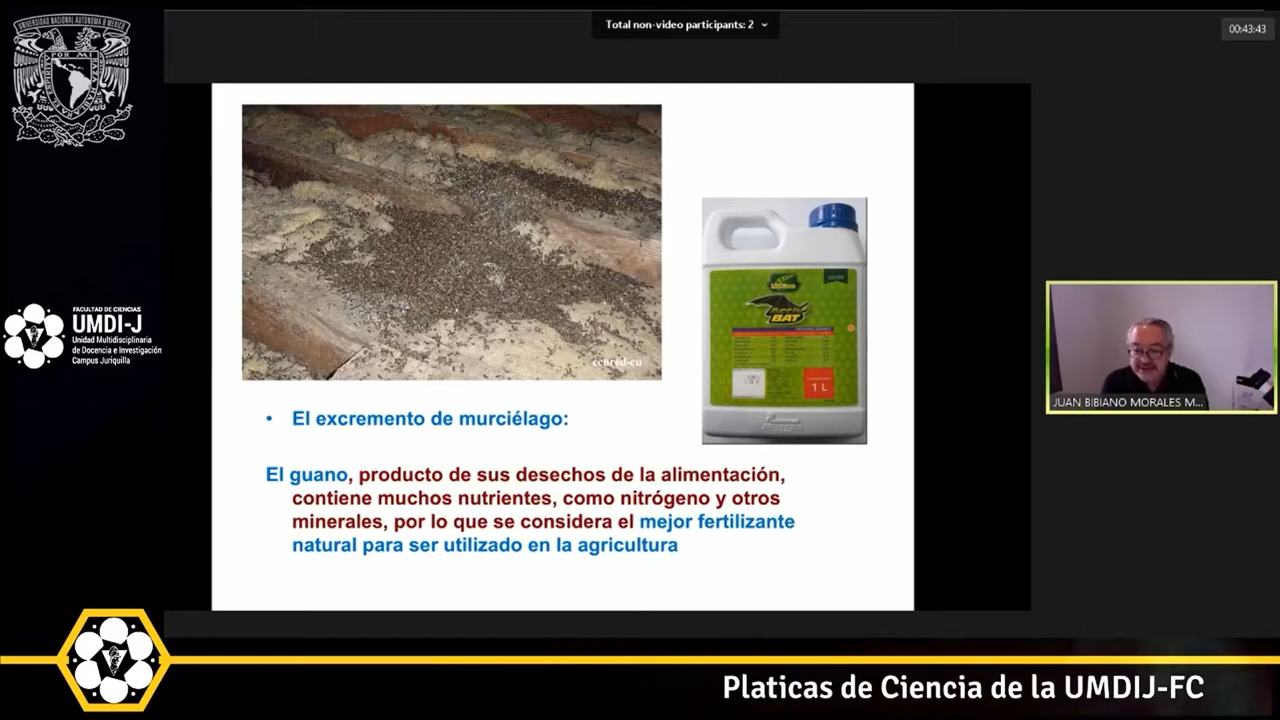 UNIVERSIDAD NACIONAL AUTÓNOMA D MEXICO
Total non-video participants: 2
00:43:43
FACULTAD DE CIENCIAS
UMDI-J
Unidad Multidisciplinaria
de Docencia e Investigación
Campus Juriquilla
ecured-cu
BAT
1 L
• El excremento de murciélago:
El guano, producto de sus desechos de la alimentación,
contiene muchos nutrientes, como nitrógeno y otros
minerales, por lo que se considera el mejor fertilizante
natural para ser utilizado en la agricultura
JUAN BIBIANO MORALES M...
Platicas de Ciencia de la UMDIJ-FC